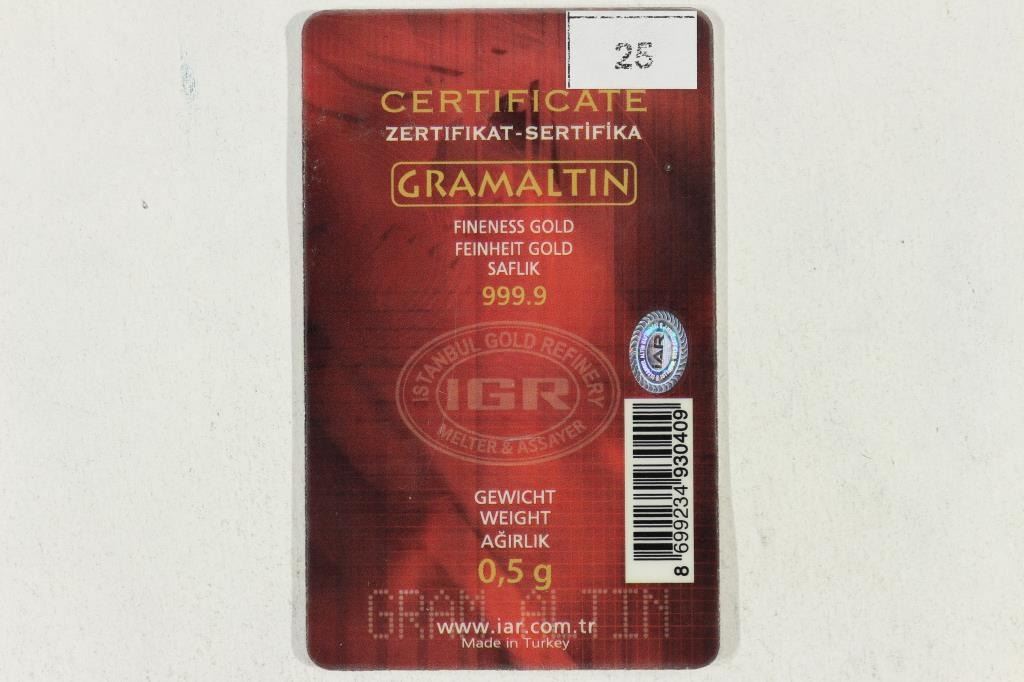 25
CERTIFICATE
ZERTIFIKAT-SERTİFİKA
GRAMALTIN
FINENESS GOLD
FEINHEIT GOLD
SAFLIK
999.9
ISTANBUL GOLD REFINERY
IGR
MELTER & ASSAYER
IAR
8 699234 930409
GEWICHT
WEIGHT
AĞIRLIK
0,5 g
GRAM ALTIN
www.iar.com.tr
Made in Turkey